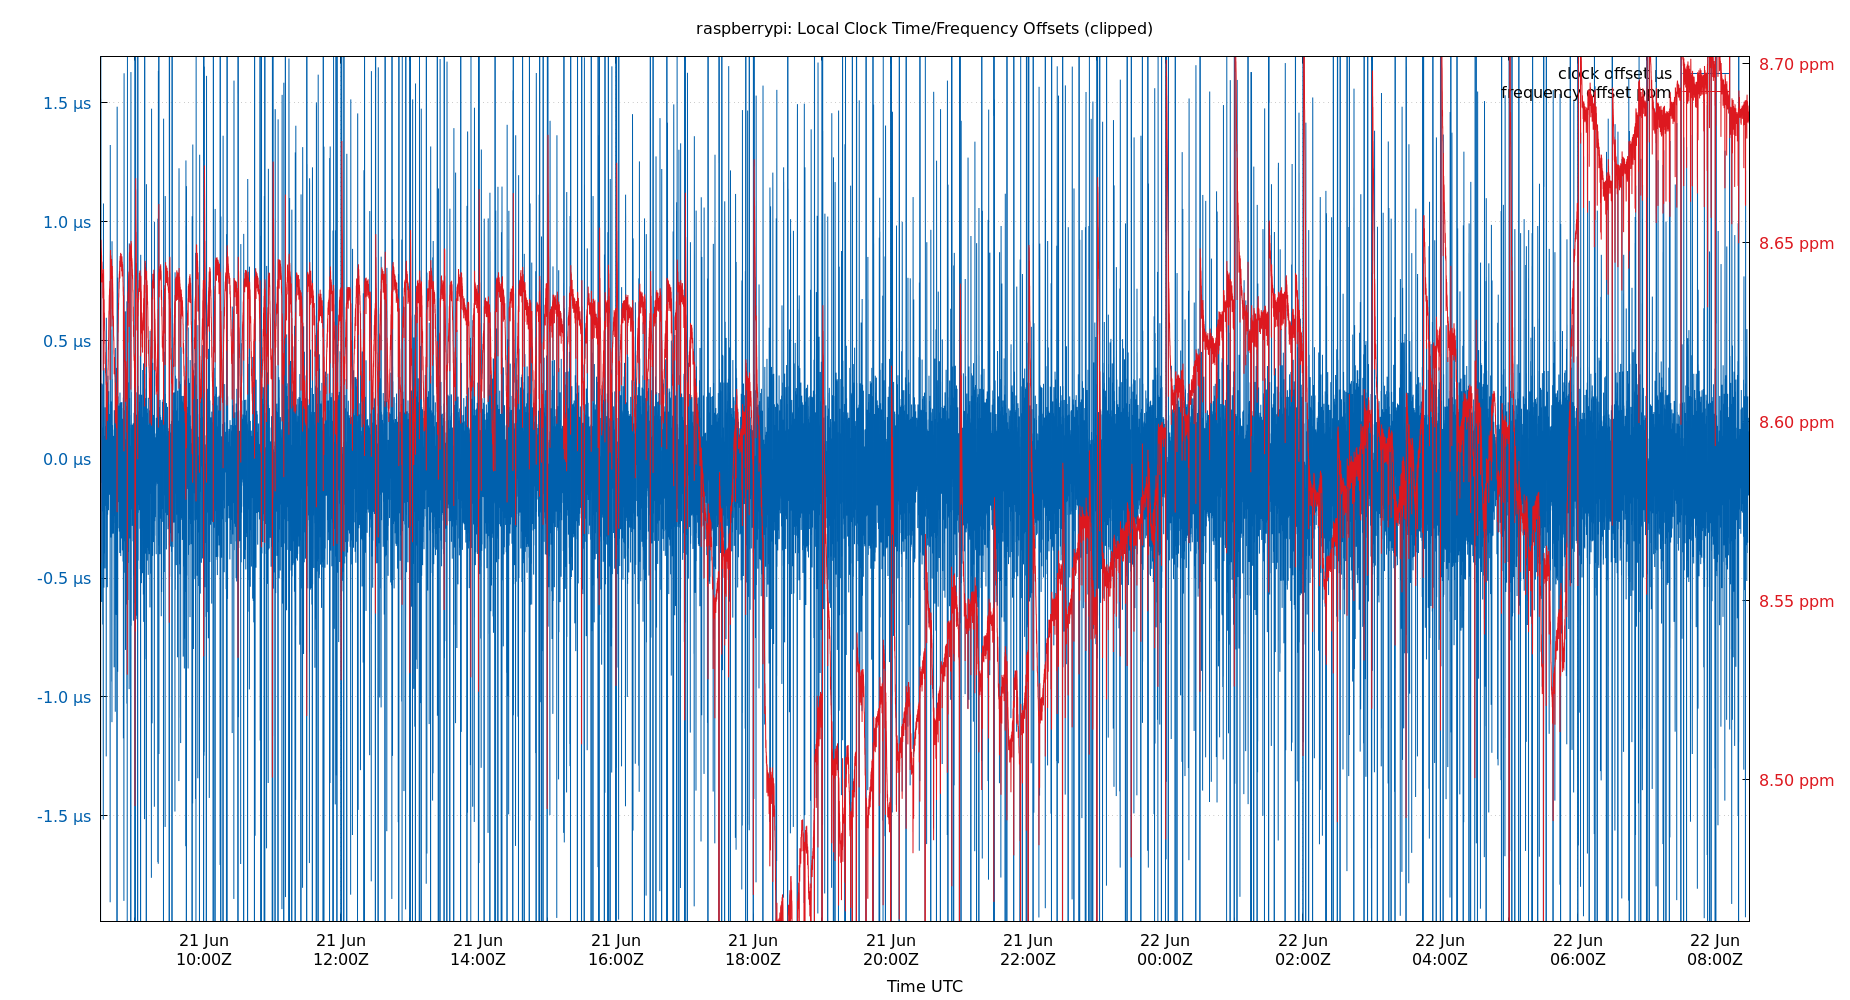 raspberrypi: Local Clock Time/Frequency Offsets (clipped)
clock offset µs
frequency offset ppm
1.5 µs
1.0 µs
0.5 µs
0.0 µs
-0.5 µs
-1.0 µs
-1.5 µs
8.70 ppm
8.65 ppm
8.60 ppm
8.55 ppm
8.50 ppm
21 Jun 21 Jun 21 Jun 21 Jun 21 Jun 21 Jun 21 Jun 22 Jun 22 Jun 22 Jun 22 Jun 22 Jun
10:00Z 12:00Z 14:00Z 16:00Z 18:00Z 20:00Z 22:00Z 00:00Z 02:00Z 04:00Z 06:00Z 08:00Z
Time UTC